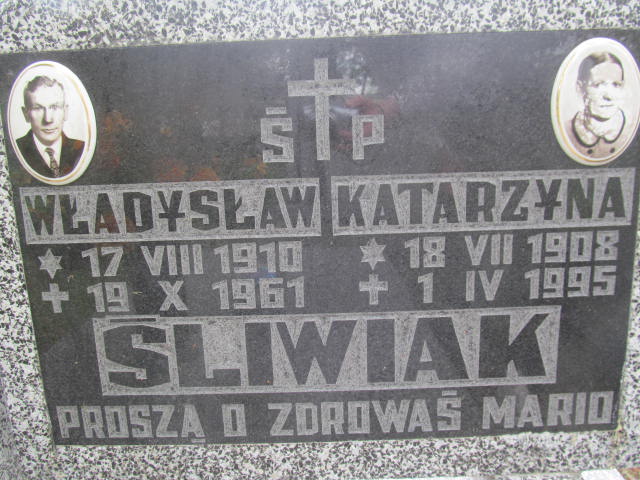 Ś P
WŁADYSŁAW KATARZYNA
17 VIII 1910 18 VII 1908
19 X 1961 1 IV 1995
ŚLIWIAK
PROSZĄ O ZDROWAŚ MARIO